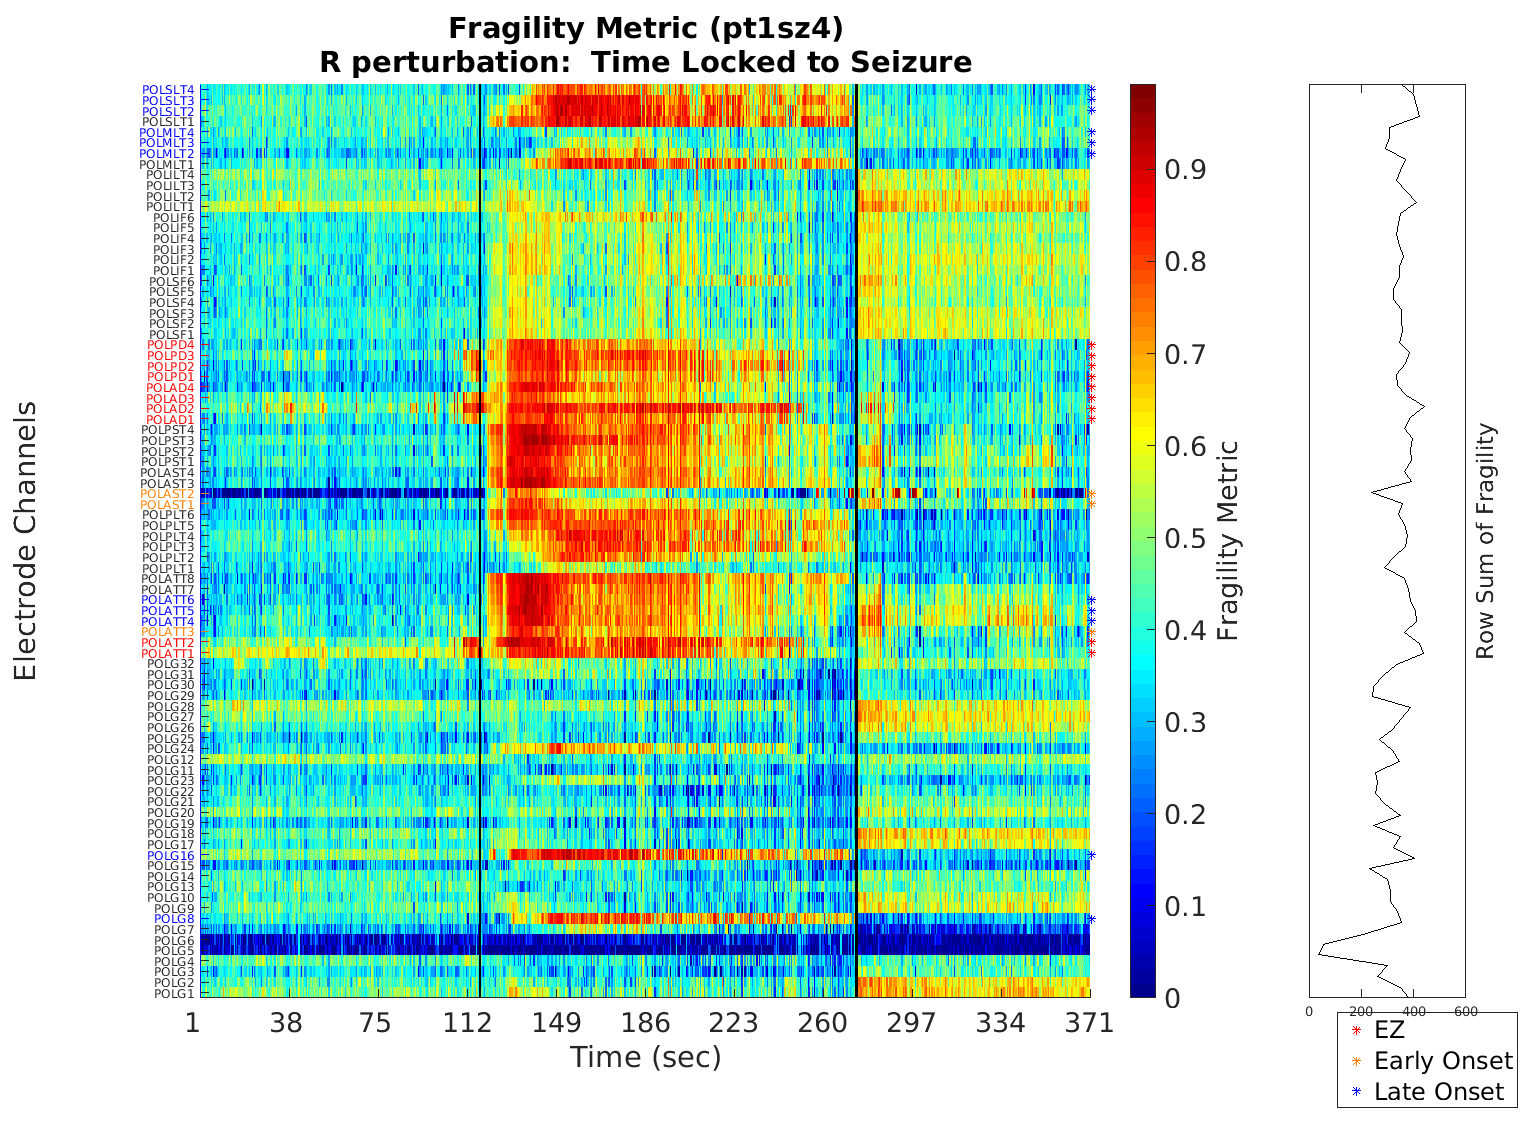 Fragility Metric (pt1sz4)
R perturbation:  Time Locked to Seizure
Electrode Channels
POLSLT4
POLSLT3
POLSLT2
POLSLT1
POLMLT4
POLMLT3
POLMLT2
POLMLT1
POLILT4
POLILT3
POLILT2
POLILT1
POLIF6
POLIF5
POLIF4
POLIF3
POLIF2
POLIF1
POLSF6
POLSF5
POLSF4
POLSF3
POLSF2
POLSF1
POLPD4
POLPD3
POLPD2
POLPD1
POLAD4
POLAD3
POLAD2
POLAD1
POLPST4
POLPST3
POLPST2
POLPST1
POLAST4
POLAST3
POLAST2
POLAST1
POLPLT6
POLPLT5
POLPLT4
POLPLT3
POLPLT2
POLPLT1
POLATT8
POLATT7
POLATT6
POLATT5
POLATT4
POLATT3
POLATT2
POLATT1
POLG32
POLG31
POLG30
POLG29
POLG28
POLG27
POLG26
POLG25
POLG24
POLG12
POLG11
POLG23
POLG22
POLG21
POLG20
POLG19
POLG18
POLG17
POLG16
POLG15
POLG14
POLG13
POLG10
POLG9
POLG8
POLG7
POLG6
POLG5
POLG4
POLG3
POLG2
POLG1
1 38 75 112 149 186 223 260 297 334 371
Time (sec)
0.9
0.8
0.7
0.6
0.5
0.4
0.3
0.2
0.1
0
Fragility Metric
0 200 400 600
Row Sum of Fragility
EZ
Early Onset
Late Onset